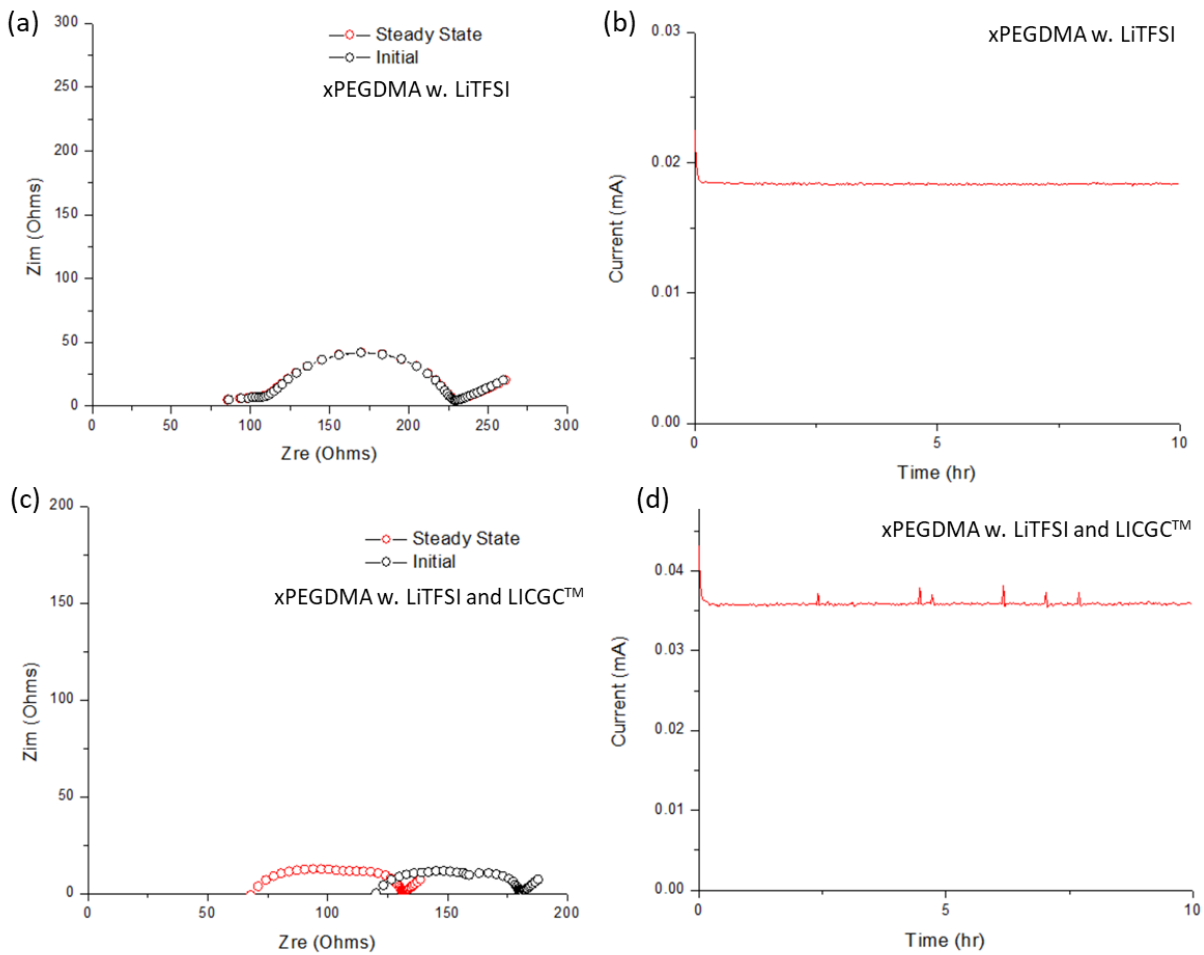 (a)
300
250
200
150
100
50
0
Zim (Ohms)
Steady State
Initial
xPEGDMA w. LiTFSI
0 50 100 150 200 250 300
Zre (Ohms)
(b)
0.03
0.02
0.01
0.00
Current (mA)
xPEGDMA w. LiTFSI
0 5 10
Time (hr)
(c)
200
150
100
50
0
Zim (Ohms)
Steady State
Initial
xPEGDMA w. LiTFSI and LICGC™
0 50 100 150 200
Zre (Ohms)
(d)
0.04
0.03
0.02
0.01
0.00
Current (mA)
xPEGDMA w. LiTFSI and LICGC™
0 5 10
Time (hr)